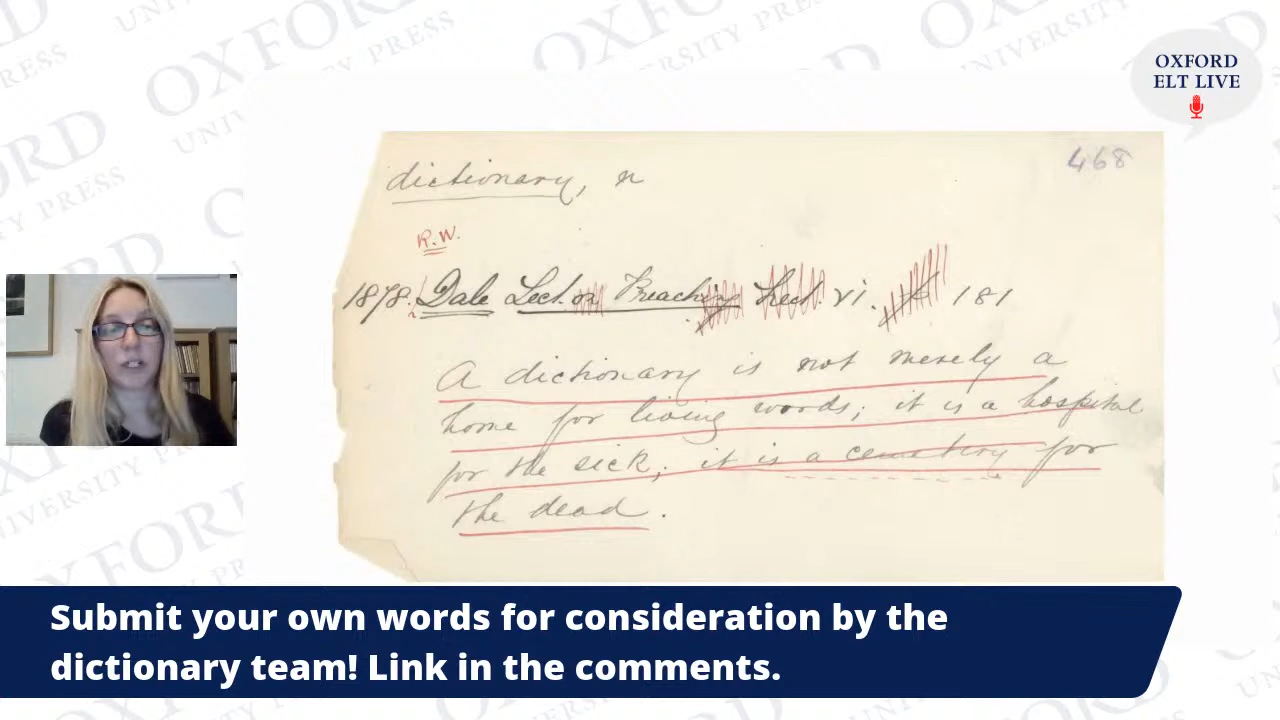 OXFORD
ELT LIVE
468
dictionary, n
R.W.
1878. Dale Lect. on Preaching Lect. vi. 181
A dictionary is not merely a
home for living words; it is a hospital
for the sick; it is a cemetery for
the dead.
Submit your own words for consideration by the
dictionary team! Link in the comments.